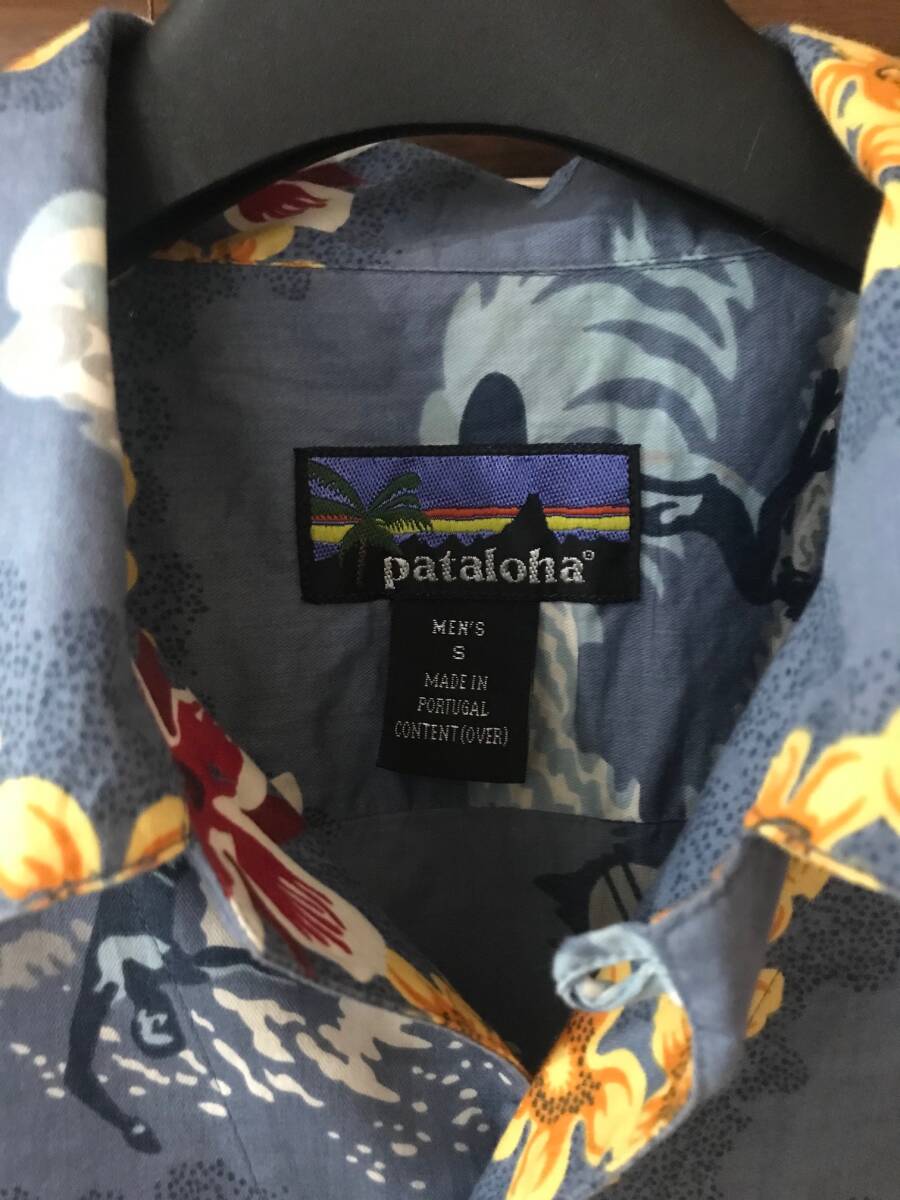 pataloha®
MEN'S
S
MADE IN
PORTUGAL
CONTENT (OVER)